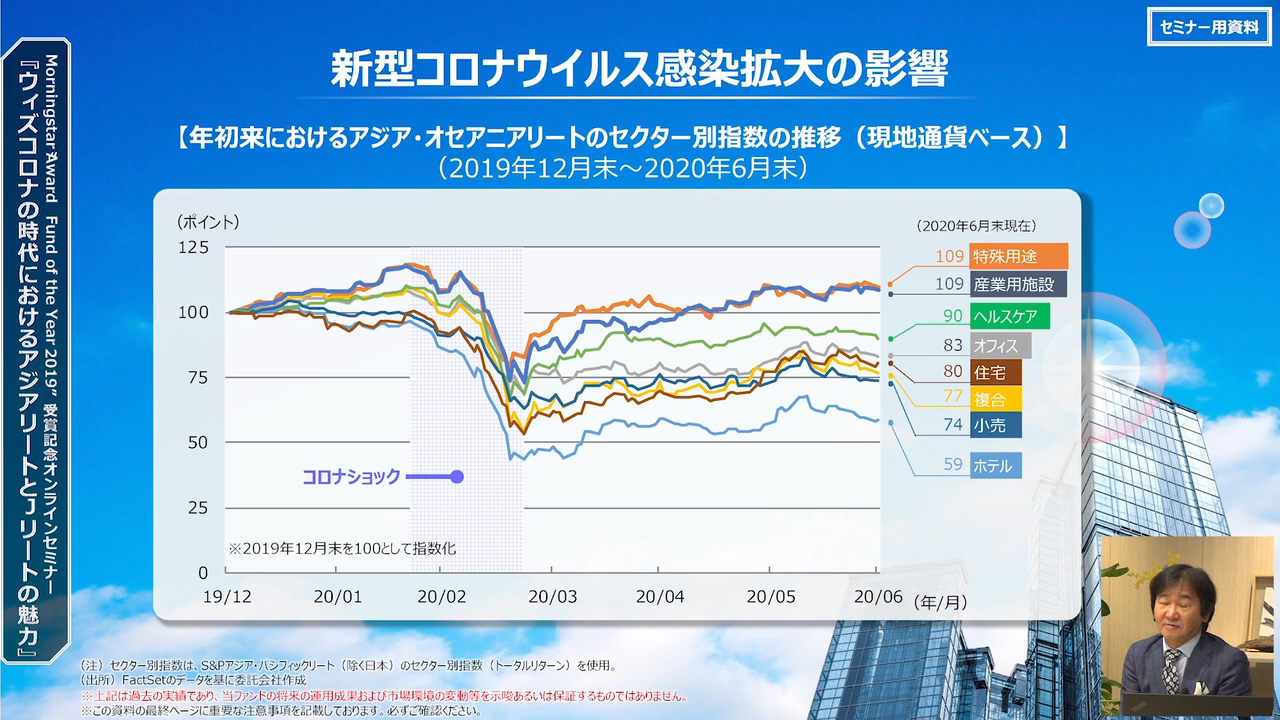 セミナー用資料
Morningstar Award "Fund of the Year 2019" 受賞記念オンラインセミナー
『ウィズコロナの時代におけるアジアリートとJリートの魅力』
新型コロナウイルス感染拡大の影響
【年初来におけるアジア・オセアニアリートのセクター別指数の推移（現地通貨ベース）】
（2019年12月末～2020年6月末）
（ポイント）
（2020年6月末現在）
125
100
75
50
25
0
109 特殊用途
109 産業用施設
90 ヘルスケア
83 オフィス
80 住宅
77 複合
74 小売
59 ホテル
コロナショック
※2019年12月末を100として指数化
19/12 20/01 20/02 20/03 20/04 20/05 20/06 （年/月）
（注）セクター別指数は、S&Pアジア・パシフィックリート（除く日本）のセクター別指数（トータルリターン）を使用。
（出所）FactSetのデータを基に委託会社作成
※上記は過去の実績であり、当ファンドの将来の運用成果および市場環境の変動等を示唆あるいは保証するものではありません。
※この資料の最終ページに重要な注意事項を記載しております。必ずご確認ください。